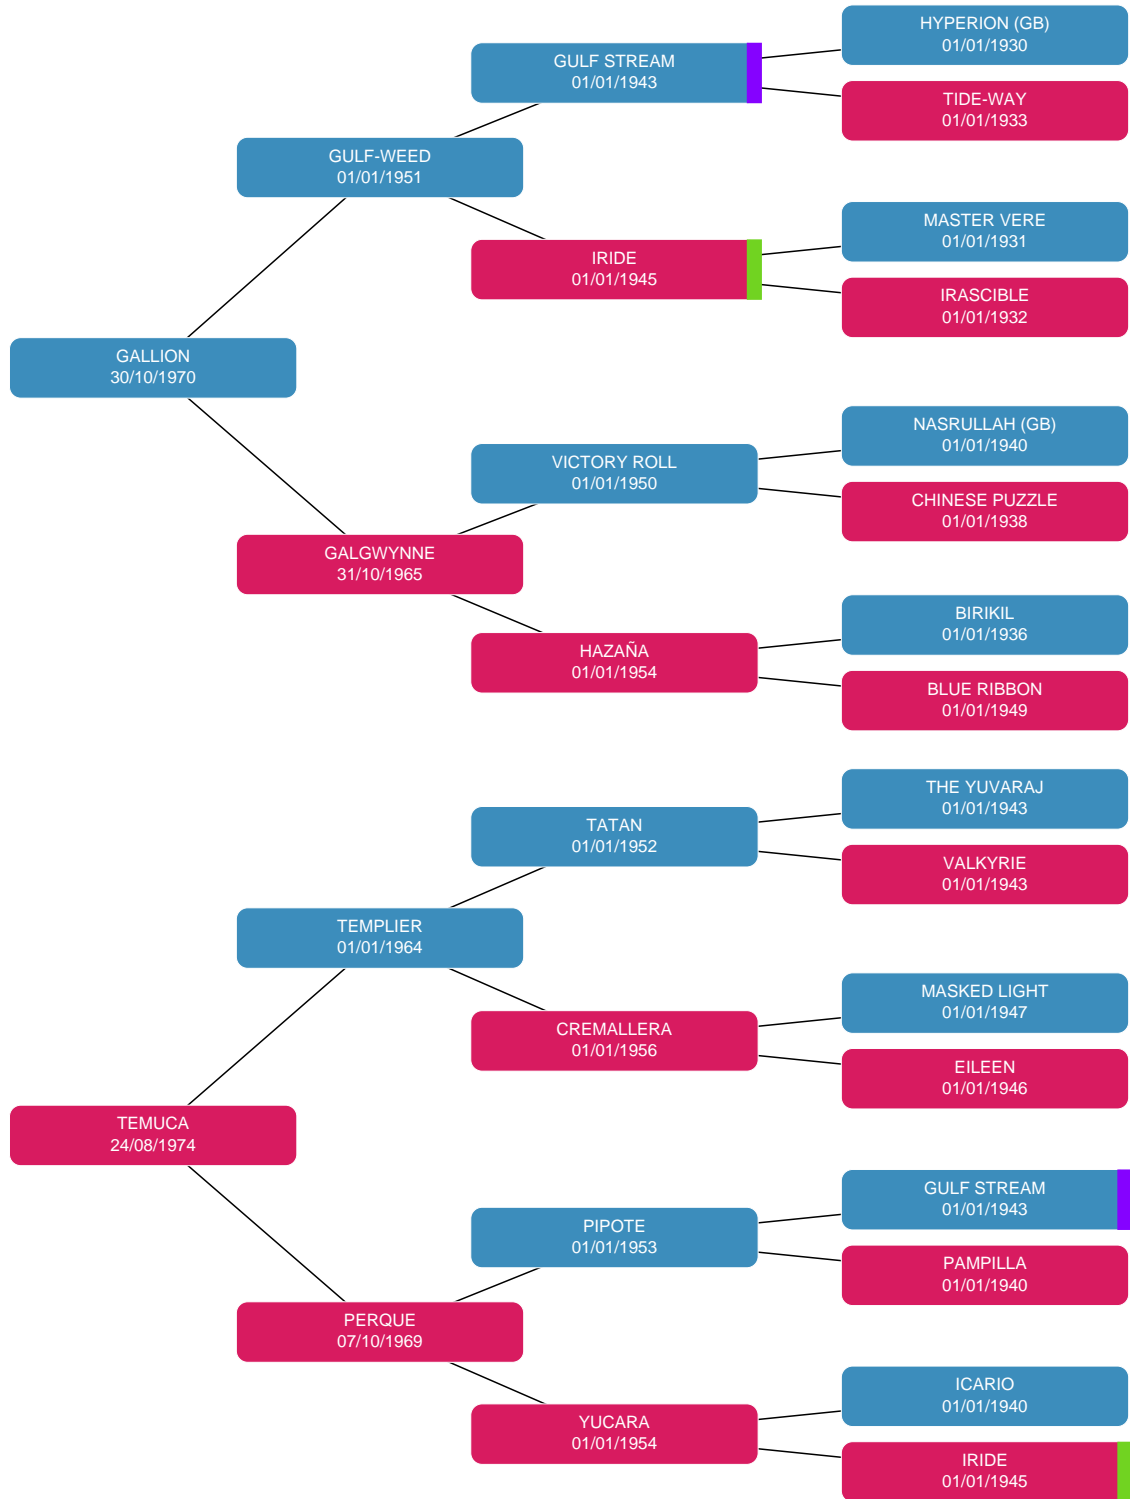 HYPERION (GB)
01/01/1930
GULF STREAM
01/01/1943
TIDE-WAY
01/01/1933
GULF-WEED
01/01/1951
MASTER VERE
01/01/1931
IRIDE
01/01/1945
IRASCIBLE
01/01/1932
GALLION
30/10/1970
NASRULLAH (GB)
01/01/1940
VICTORY ROLL
01/01/1950
CHINESE PUZZLE
01/01/1938
GALGWYNNE
31/10/1965
BIRIKIL
01/01/1936
HAZAÑA
01/01/1954
BLUE RIBBON
01/01/1949
THE YUVARAJ
01/01/1943
TATAN
01/01/1952
VALKYRIE
01/01/1943
TEMPLIER
01/01/1964
MASKED LIGHT
01/01/1947
CREMALLERA
01/01/1956
EILEEN
01/01/1946
TEMUCA
24/08/1974
GULF STREAM
01/01/1943
PIPOTE
01/01/1953
PAMPILLA
01/01/1940
PERQUE
07/10/1969
ICARIO
01/01/1940
YUCARA
01/01/1954
IRIDE
01/01/1945